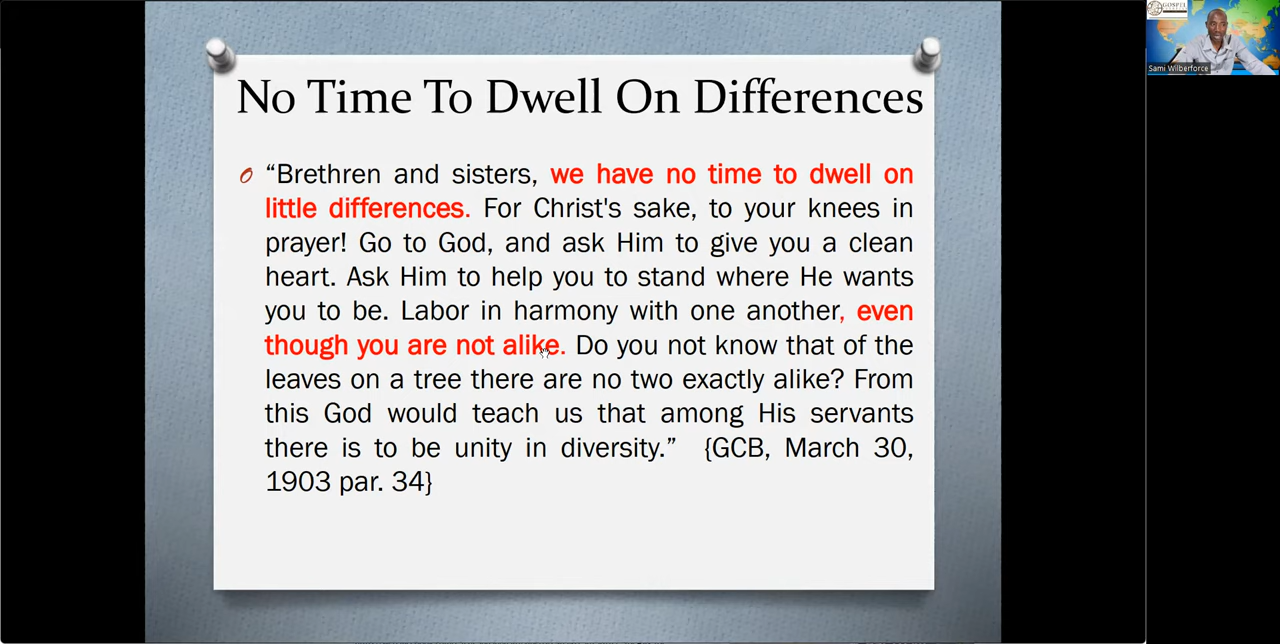 No Time To Dwell On Differences
“Brethren and sisters, we have no time to dwell on
little differences. For Christ's sake, to your knees in
prayer! Go to God, and ask Him to give you a clean
heart. Ask Him to help you to stand where He wants
you to be. Labor in harmony with one another, even
though you are not alike. Do you not know that of the
leaves on a tree there are no two exactly alike? From
this God would teach us that among His servants
there is to be unity in diversity.” {GCB, March 30,
1903 par. 34}
GOSPEL
Sami Wilberforce